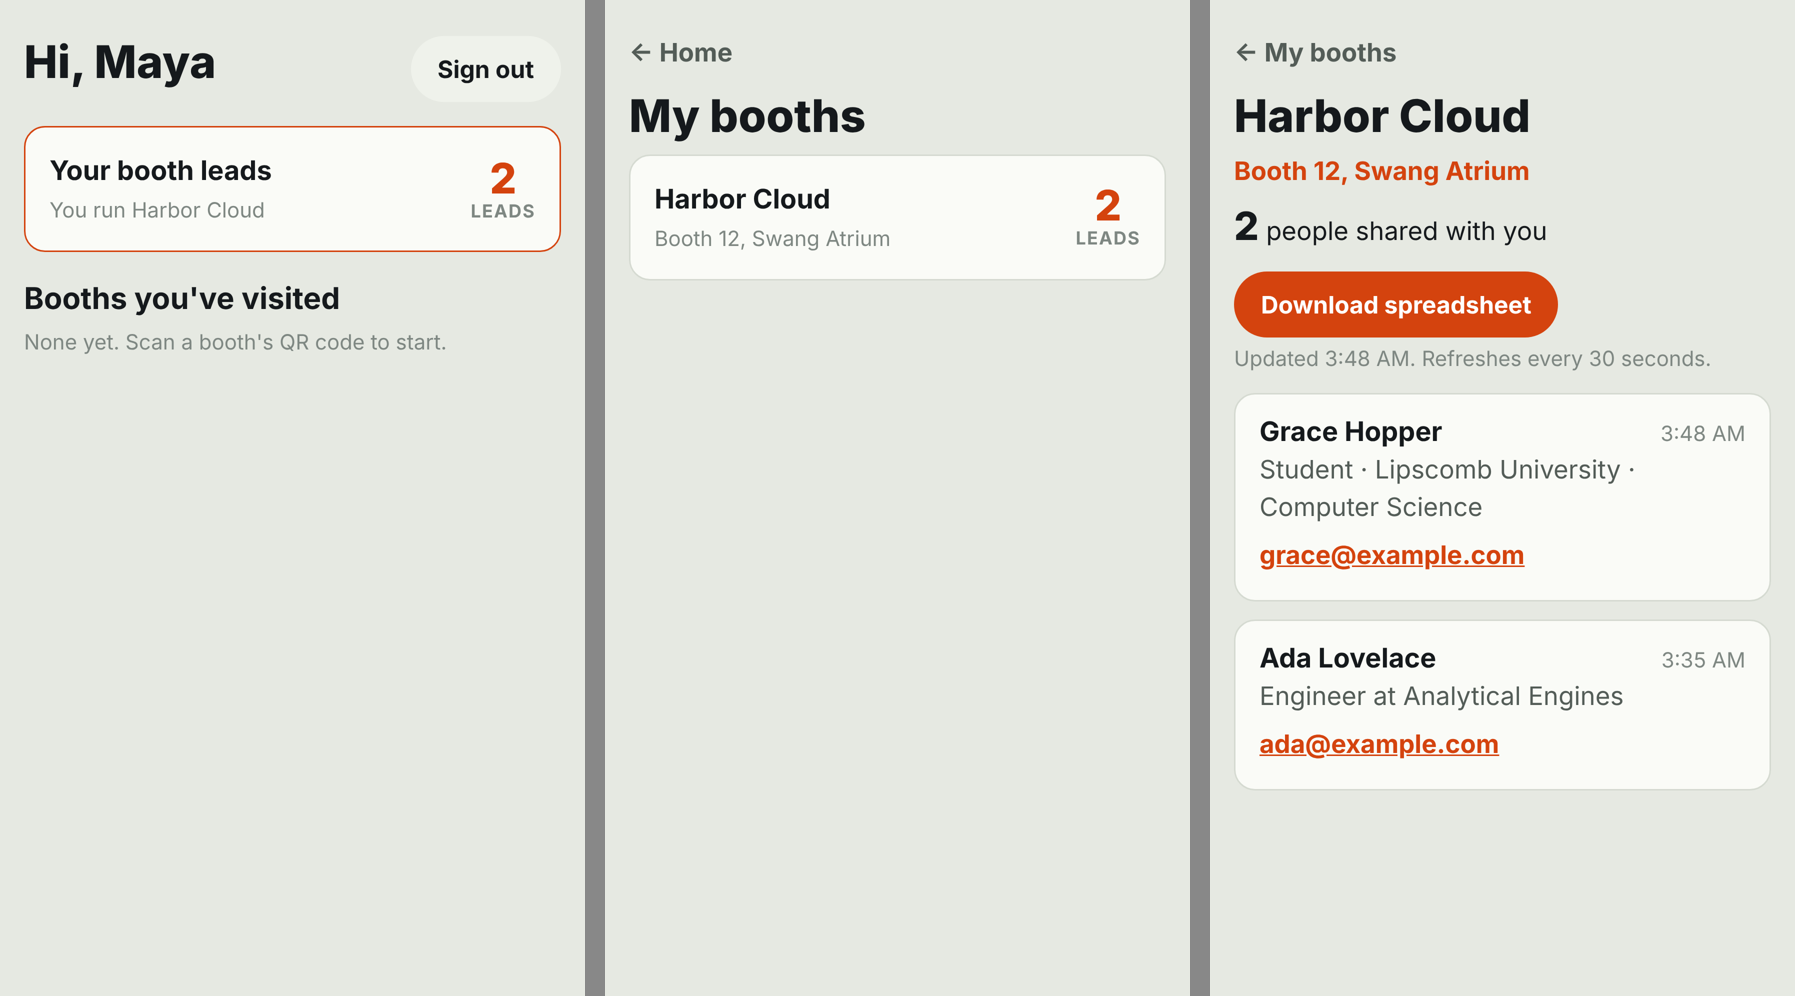 Hi, Maya
Sign out
Your booth leads
You run Harbor Cloud
2
LEADS
Booths you've visited
None yet. Scan a booth's QR code to start.
← Home
My booths
Harbor Cloud
Booth 12, Swang Atrium
2
LEADS
← My booths
Harbor Cloud
Booth 12, Swang Atrium
2 people shared with you
Download spreadsheet
Updated 3:48 AM. Refreshes every 30 seconds.
Grace Hopper
3:48 AM
Student · Lipscomb University ·
Computer Science
grace@example.com
Ada Lovelace
3:35 AM
Engineer at Analytical Engines
ada@example.com